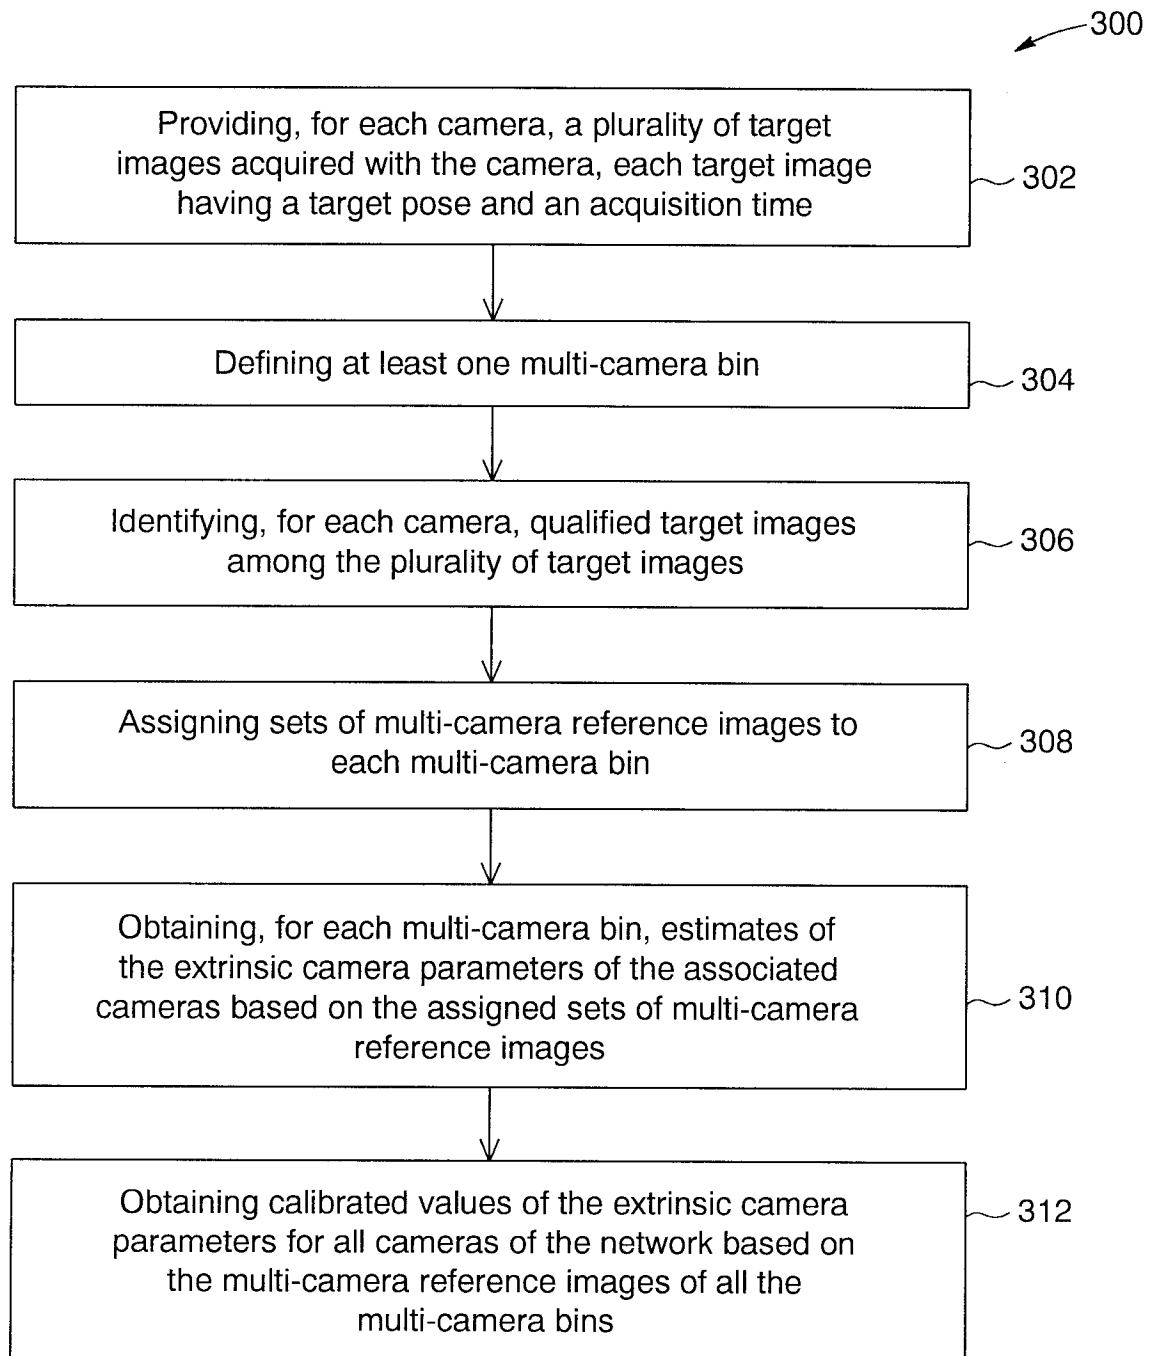 300
Providing, for each camera, a plurality of target
images acquired with the camera, each target image
having a target pose and an acquisition time
302
Defining at least one multi-camera bin
304
Identifying, for each camera, qualified target images
among the plurality of target images
306
Assigning sets of multi-camera reference images to
each multi-camera bin
308
Obtaining, for each multi-camera bin, estimates of
the extrinsic camera parameters of the associated
cameras based on the assigned sets of multi-camera
reference images
310
Obtaining calibrated values of the extrinsic camera
parameters for all cameras of the network based on
the multi-camera reference images of all the
multi-camera bins
312